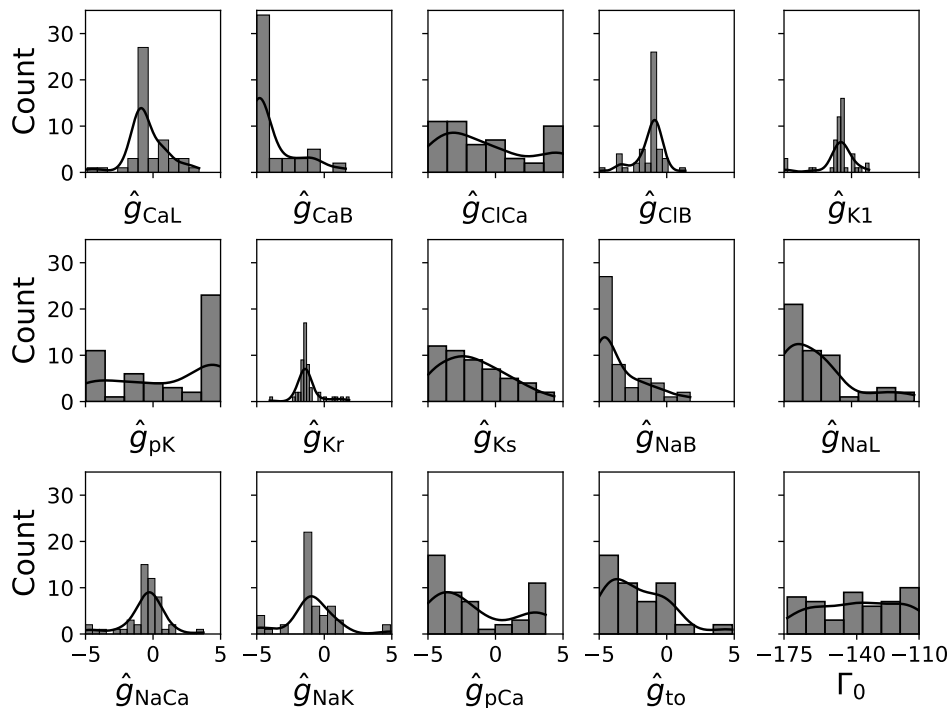 Count
30
20
10
0
ĝCaL
ĝCaB
ĝClCa
ĝClB
ĝK1
Count
30
20
10
0
ĝpK
ĝKr
ĝKs
ĝNaB
ĝNaL
Count
30
20
10
0
−5 0 5
−5 0 5
−5 0 5
−5 0 5
−175 −140 −110
ĝNaCa
ĝNaK
ĝpCa
ĝto
Γ0